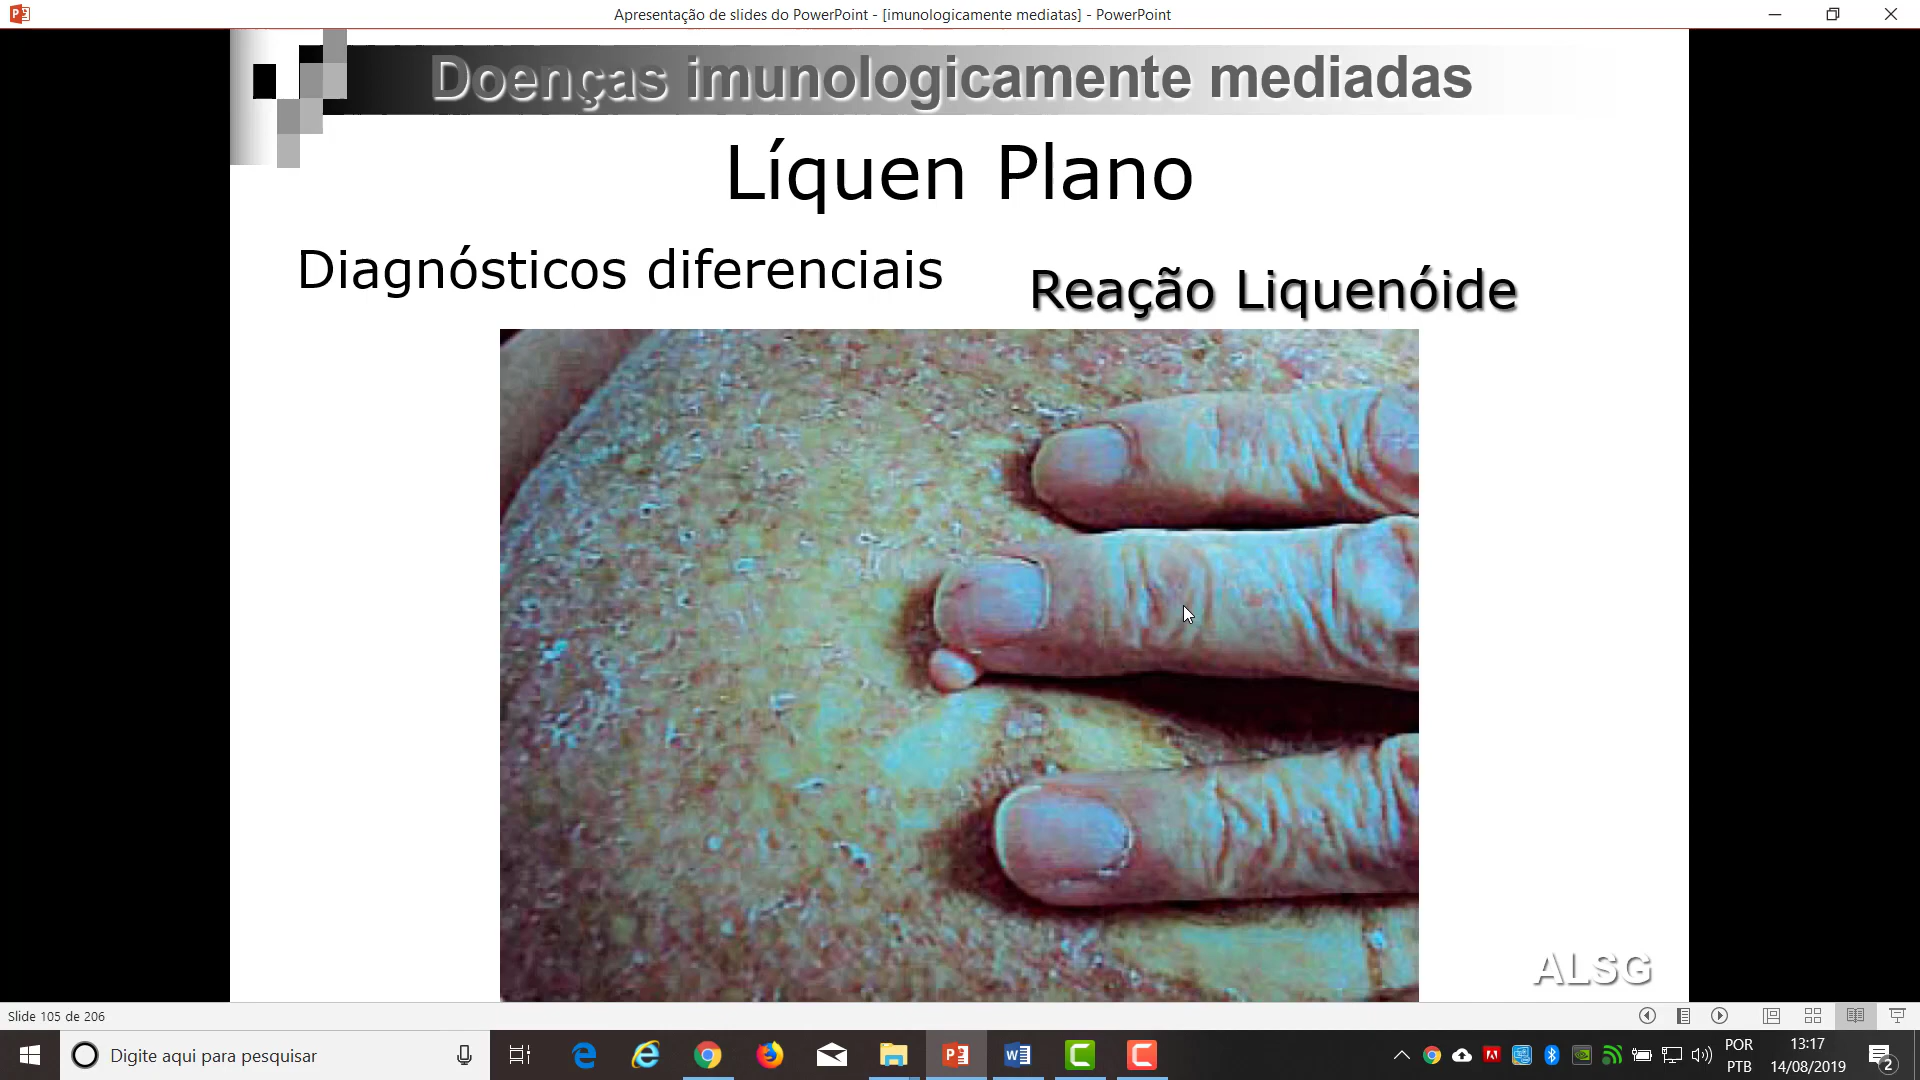 Apresentação de slides do PowerPoint - [imunologicamente mediatas] - PowerPoint
Doenças imunologicamente mediadas
Líquen Plano
Diagnósticos diferenciais
Reação Liquenóide
ALSG
Slide 105 de 206
Digite aqui para pesquisar
POR
PTB
13:17
14/08/2019
2